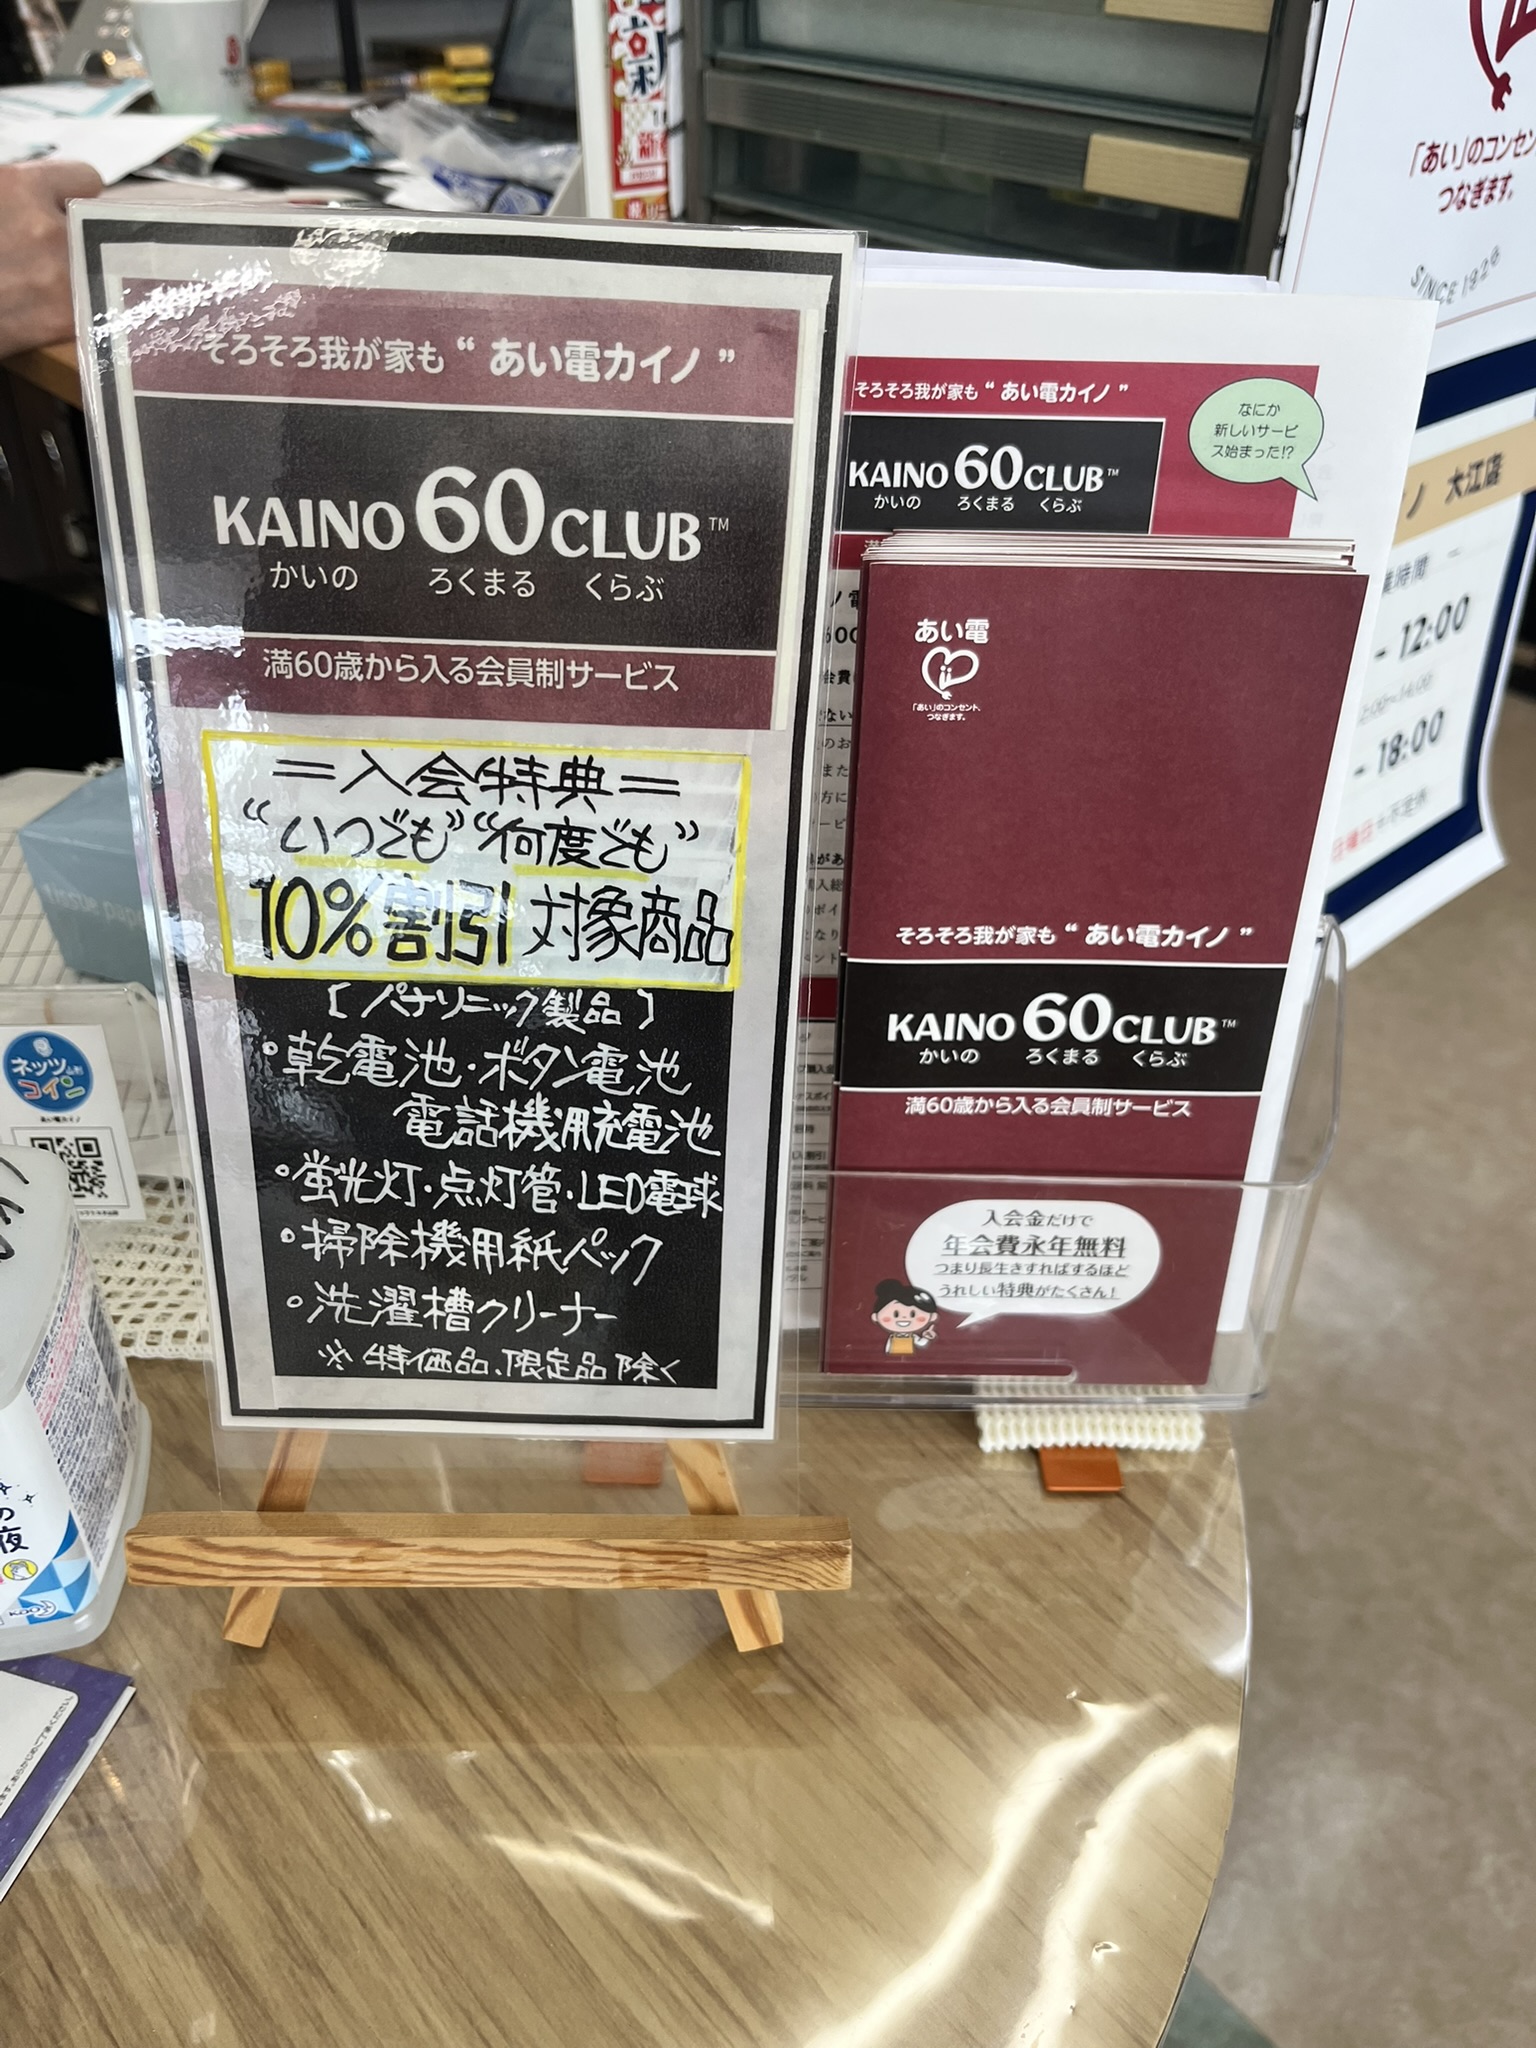 そろそろ我が家も “あい電カイノ”
KAINO 60 CLUB™
かいの ろくまる くらぶ
満60歳から入る会員制サービス
＝入会特典＝
“いつでも” “何度でも”
10%割引 対象商品
[パナソニック製品]
・乾電池・ボタン電池
電話機用充電池
・蛍光灯・点灯管・LED電球
・掃除機用紙パック
・洗濯槽クリーナー
※特価品、限定品除く
そろそろ我が家も “あい電カイノ”
KAINO 60 CLUB™
かいの ろくまる くらぶ
なにか
新しいサービ
ス始まった!?
あい電
「あい」のコンセント、
つなぎます。
そろそろ我が家も “あい電カイノ”
KAINO 60 CLUB™
かいの ろくまる くらぶ
満60歳から入る会員制サービス
入会金だけで
年会費永年無料
つまり長生きすればするほど
うれしい特典がたくさん！
「あい」のコンセン
つなぎます。
SINCE 1926
ノ 大江店
業時間
- 12:00
- 18:00
ネッツ
コイン
あい電カイノ
tissue pape